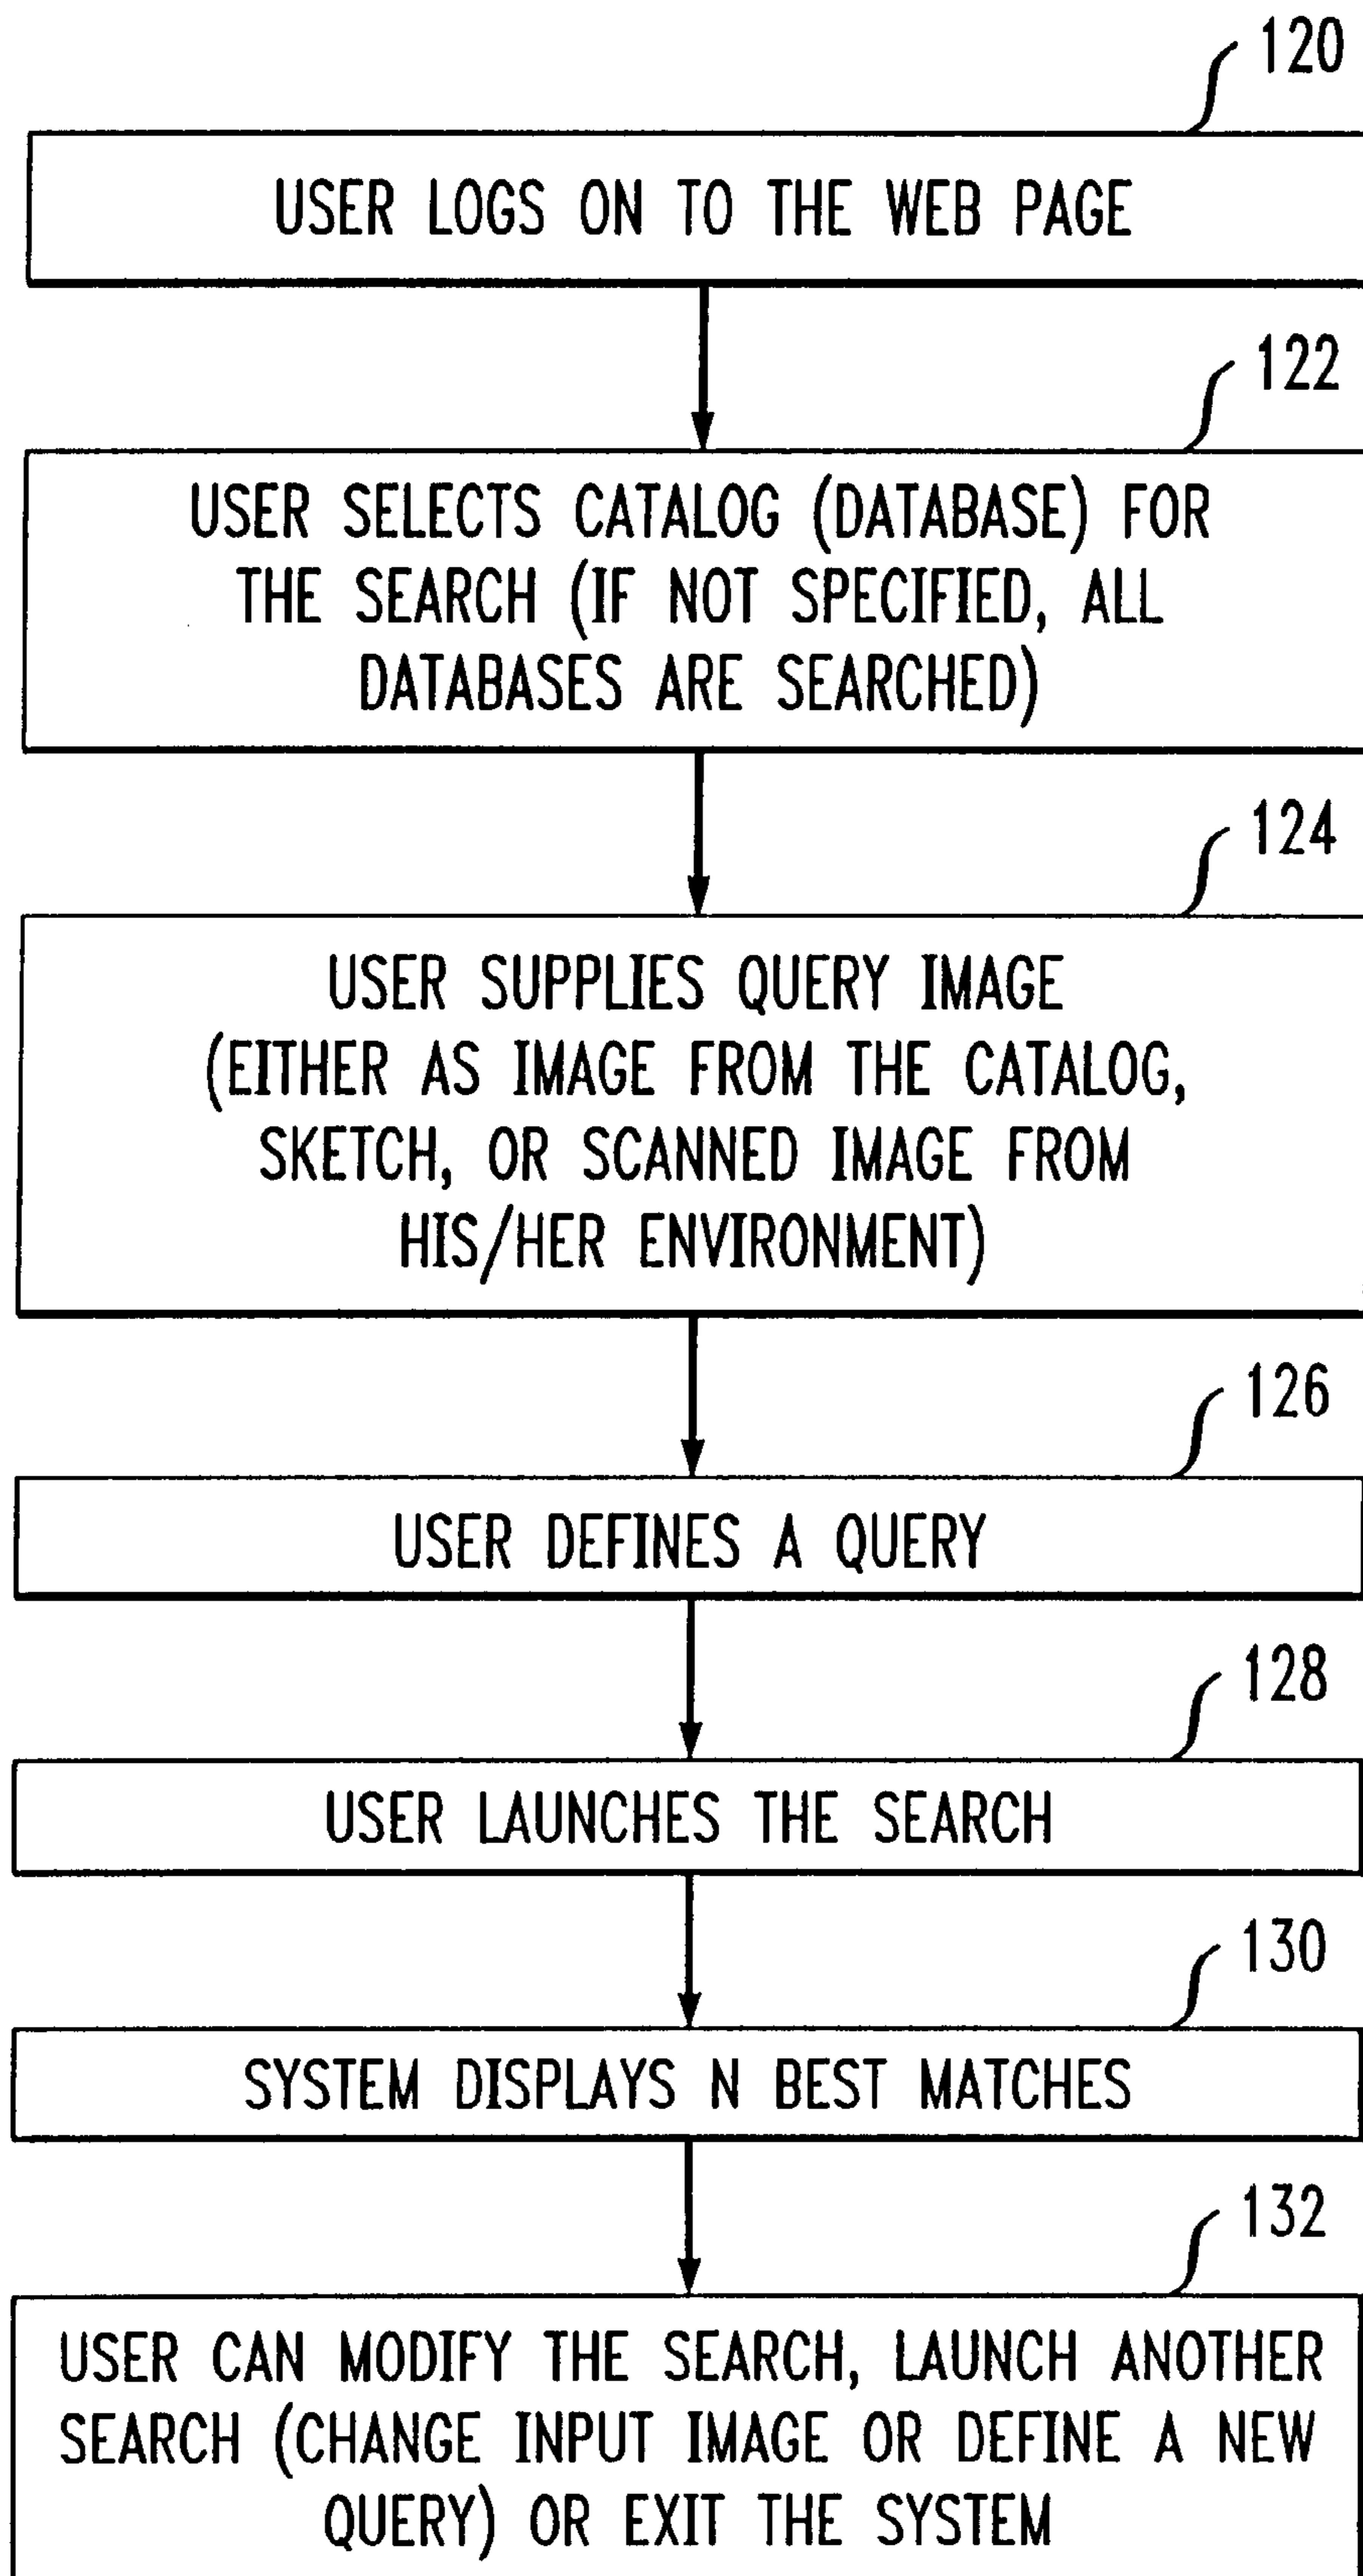 120
USER LOGS ON TO THE WEB PAGE
122
USER SELECTS CATALOG (DATABASE) FOR
THE SEARCH (IF NOT SPECIFIED, ALL
DATABASES ARE SEARCHED)
124
USER SUPPLIES QUERY IMAGE
(EITHER AS IMAGE FROM THE CATALOG,
SKETCH, OR SCANNED IMAGE FROM
HIS/HER ENVIRONMENT)
126
USER DEFINES A QUERY
128
USER LAUNCHES THE SEARCH
130
SYSTEM DISPLAYS N BEST MATCHES
132
USER CAN MODIFY THE SEARCH, LAUNCH ANOTHER
SEARCH (CHANGE INPUT IMAGE OR DEFINE A NEW
QUERY) OR EXIT THE SYSTEM